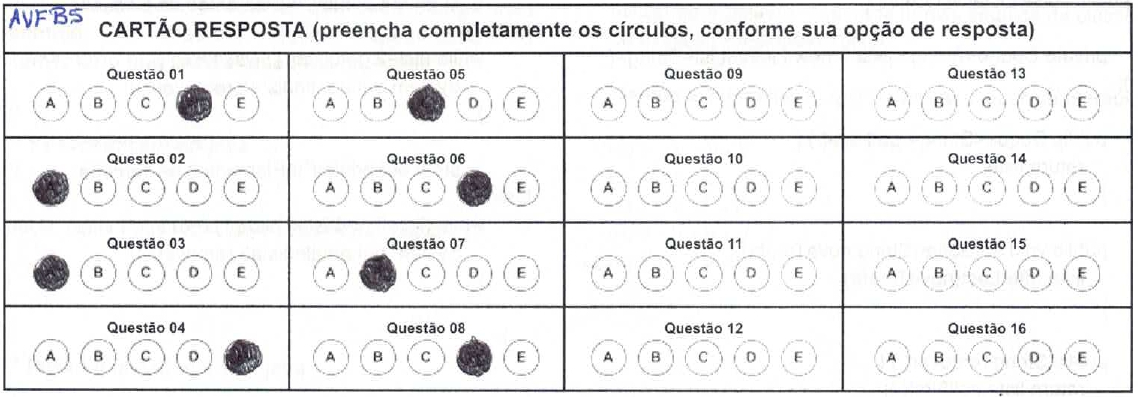 AVFB5
CARTÃO RESPOSTA (preencha completamente os círculos, conforme sua opção de resposta)
Questão 01 Questão 05 Questão 09 Questão 13
A B C E A B D E A B C D E A B C D E
Questão 02 Questão 06 Questão 10 Questão 14
B C D E A B C E A B C D E A B C D E
Questão 03 Questão 07 Questão 11 Questão 15
B C D E A C D E A B C D E A B C D E
Questão 04 Questão 08 Questão 12 Questão 16
A B C D A B C E A B C D E A B C D E